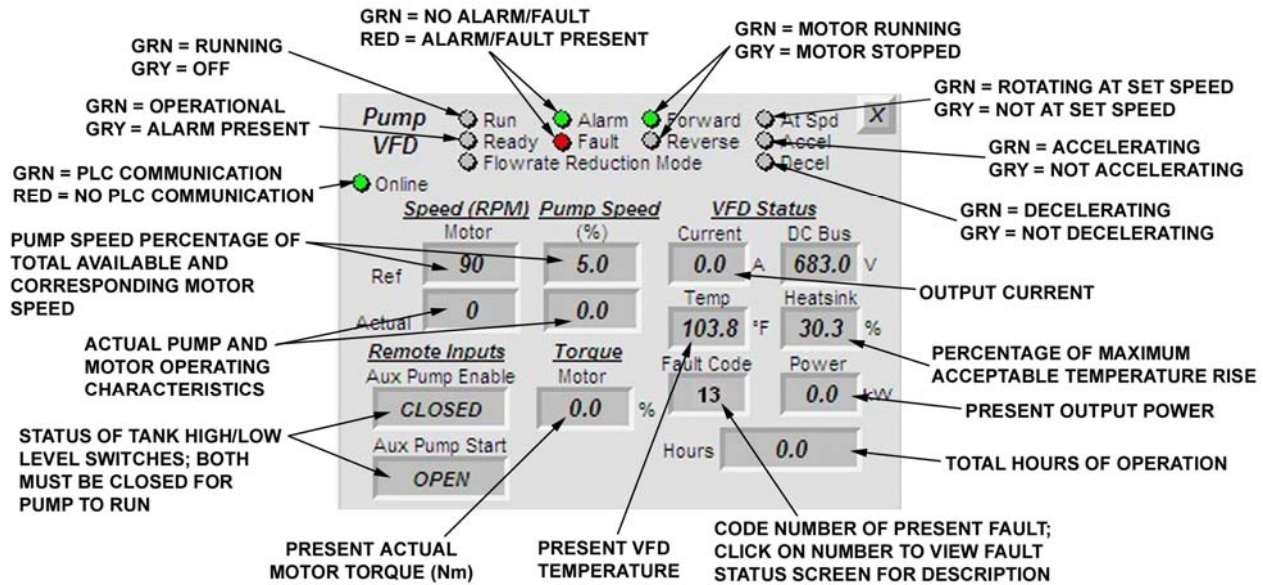 GRN = NO ALARM/FAULT
RED = ALARM/FAULT PRESENT
GRN = RUNNING
GRY = OFF
GRN = MOTOR RUNNING
GRY = MOTOR STOPPED
GRN = OPERATIONAL
GRY = ALARM PRESENT
GRN = ROTATING AT SET SPEED
GRY = NOT AT SET SPEED
GRN = PLC COMMUNICATION
RED = NO PLC COMMUNICATION
GRN = ACCELERATING
GRY = NOT ACCELERATING
GRN = DECELERATING
GRY = NOT DECELERATING
PUMP SPEED PERCENTAGE OF
TOTAL AVAILABLE AND
CORRESPONDING MOTOR
SPEED
ACTUAL PUMP AND
MOTOR OPERATING
CHARACTERISTICS
STATUS OF TANK HIGH/LOW
LEVEL SWITCHES; BOTH
MUST BE CLOSED FOR
PUMP TO RUN
Pump
VFD
Run
Alarm
Forward
At Spd
X
Ready
Fault
Reverse
Accel
Flowrate Reduction Mode
Decel
Online
Speed (RPM)
Pump Speed
VFD Status
Motor
(%)
Current
DC Bus
Ref
90
5.0
0.0
A
683.0
V
Temp
Heatsink
Actual
0
0.0
103.8
°F
30.3
%
Remote Inputs
Torque
Fault Code
Power
Aux Pump Enable
Motor
CLOSED
0.0
%
13
0.0
kW
Aux Pump Start
OPEN
Hours
0.0
OUTPUT CURRENT
PERCENTAGE OF MAXIMUM
ACCEPTABLE TEMPERATURE RISE
PRESENT OUTPUT POWER
TOTAL HOURS OF OPERATION
PRESENT ACTUAL
MOTOR TORQUE (Nm)
PRESENT VFD
TEMPERATURE
CODE NUMBER OF PRESENT FAULT;
CLICK ON NUMBER TO VIEW FAULT
STATUS SCREEN FOR DESCRIPTION